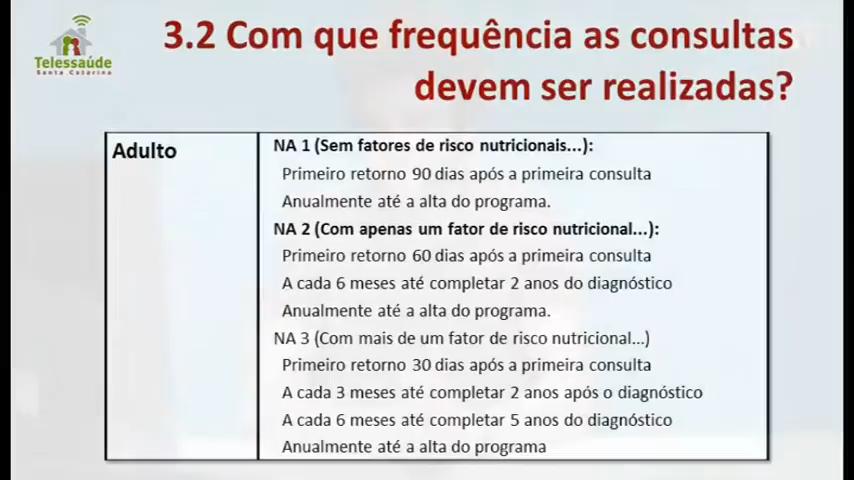 Telessaúde
Santa Catarina
3.2 Com que frequência as consultas
devem ser realizadas?
Adulto
NA 1 (Sem fatores de risco nutricionais...):
Primeiro retorno 90 dias após a primeira consulta
Anualmente até a alta do programa.
NA 2 (Com apenas um fator de risco nutricional...):
Primeiro retorno 60 dias após a primeira consulta
A cada 6 meses até completar 2 anos do diagnóstico
Anualmente até a alta do programa.
NA 3 (Com mais de um fator de risco nutricional...)
Primeiro retorno 30 dias após a primeira consulta
A cada 3 meses até completar 2 anos após o diagnóstico
A cada 6 meses até completar 5 anos do diagnóstico
Anualmente até a alta do programa